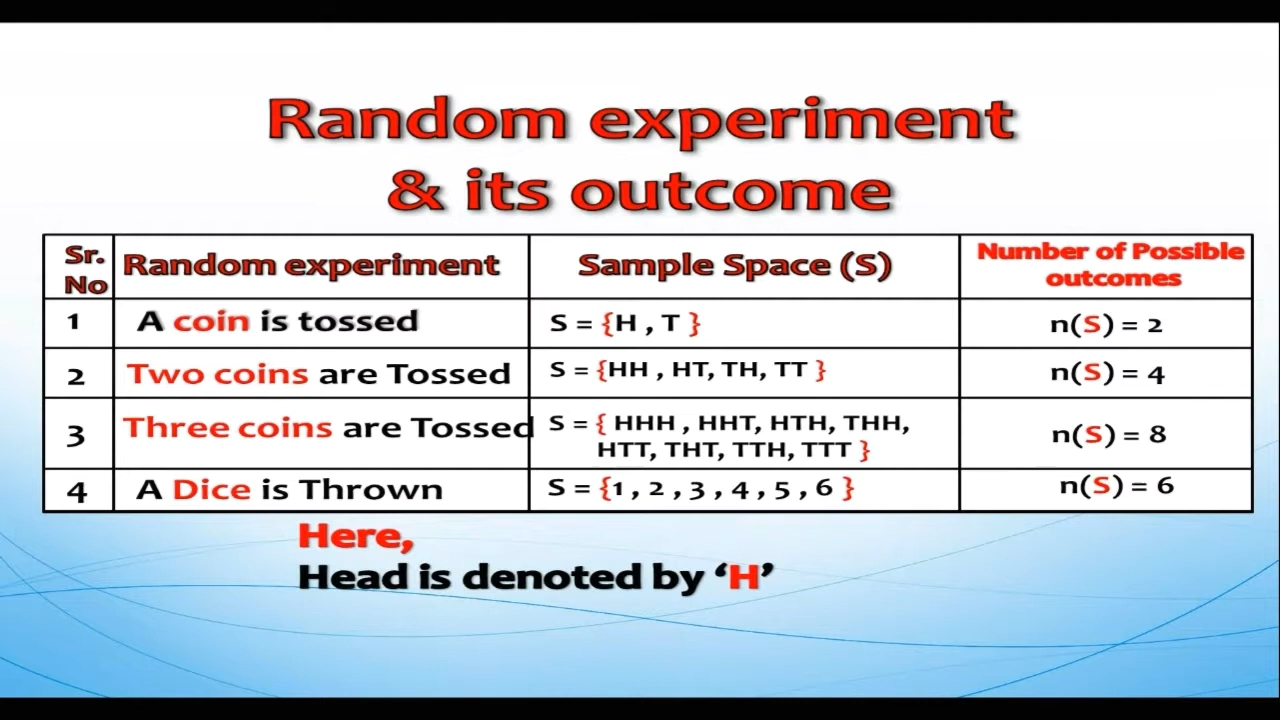 Random experiment
& its outcome
Sr. No Random experiment Sample Space (S) Number of Possible outcomes
1 A coin is tossed S = {H , T } n(S) = 2
2 Two coins are Tossed S = {HH , HT, TH, TT } n(S) = 4
3 Three coins are Tossed S = { HHH , HHT, HTH, THH,
HTT, THT, TTH, TTT } n(S) = 8
4 A Dice is Thrown S = {1 , 2 , 3 , 4 , 5 , 6 } n(S) = 6
Here,
Head is denoted by ‘H’